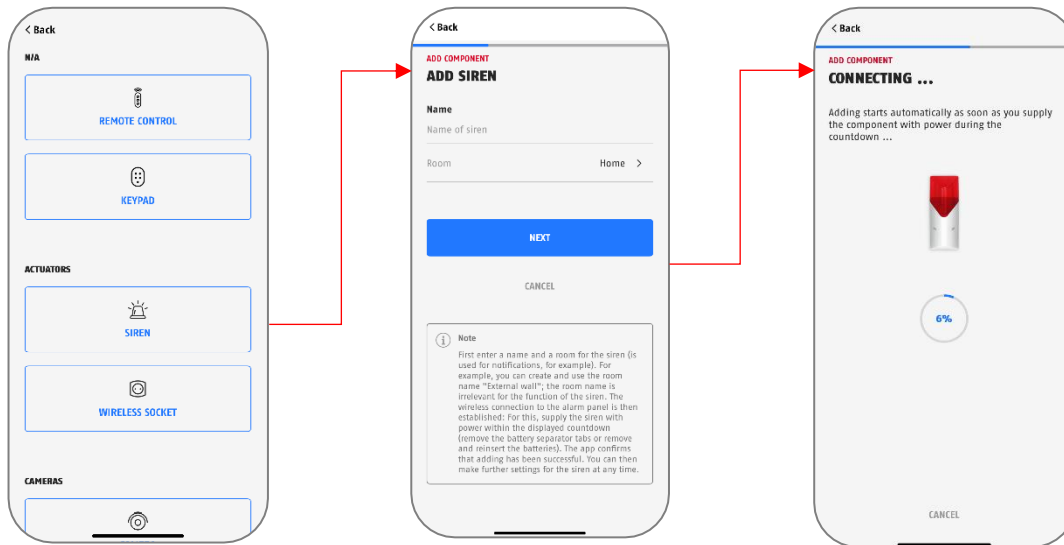 < Back
N/A
REMOTE CONTROL
KEYPAD
ACTUATORS
SIREN
WIRELESS SOCKET
CAMERAS
< Back
ADD COMPONENT
ADD SIREN
Name
Name of siren
Room Home >
NEXT
CANCEL
Note
First enter a name and a room for the siren (is
used for notifications, for example). For
example, you can create and use the room
name "External wall"; the room name is
irrelevant for the function of the siren. The
wireless connection to the alarm panel is then
established: For this, supply the siren with
power within the displayed countdown
(remove the battery separator tabs or remove
and reinsert the batteries). The app confirms
that adding has been successful. You can then
make further settings for the siren at any time.
< Back
ADD COMPONENT
CONNECTING ...
Adding starts automatically as soon as you supply
the component with power during the
countdown ...
6%
CANCEL